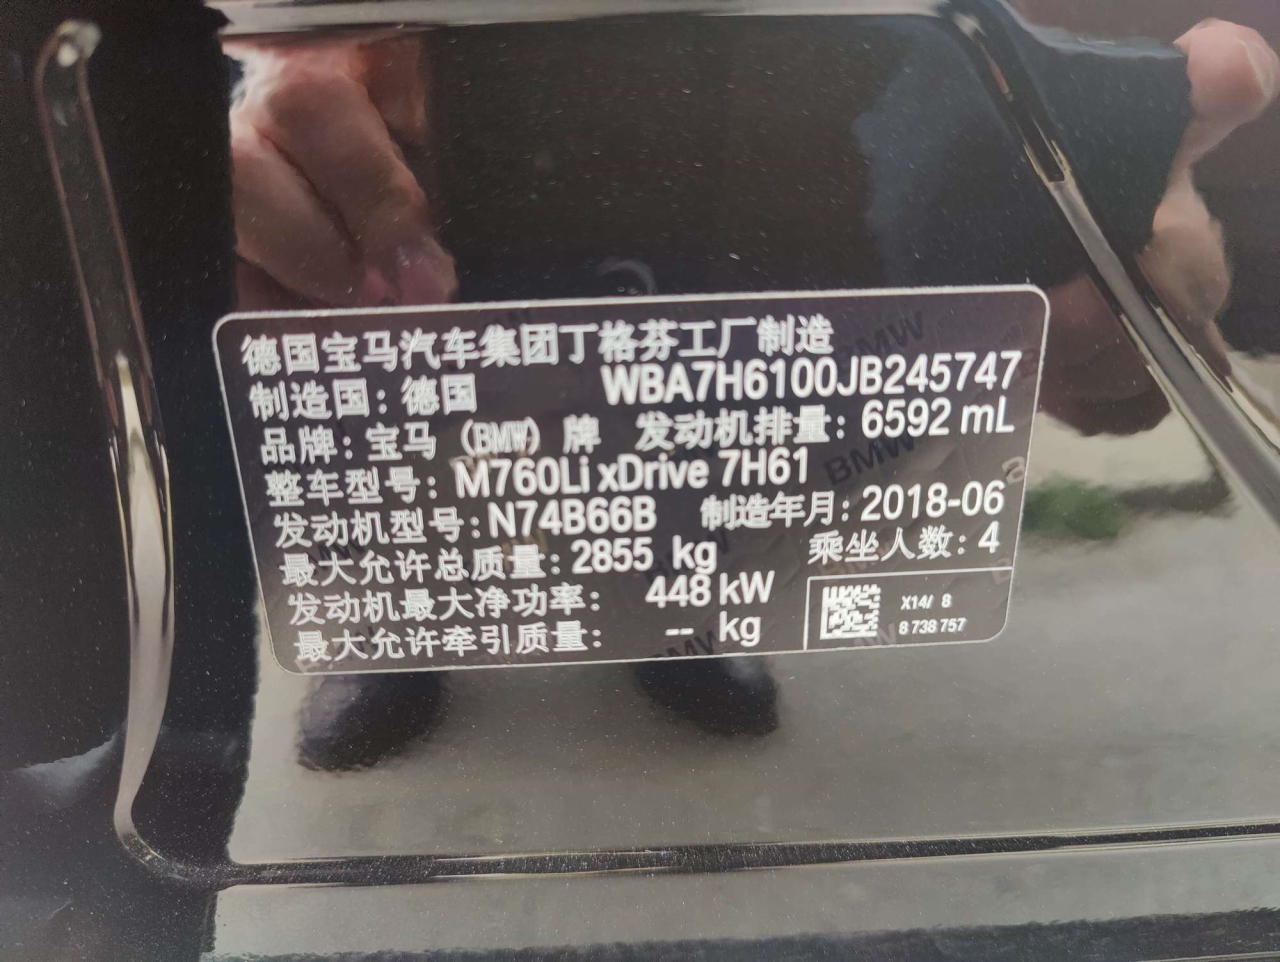 德国宝马汽车集团丁格芬工厂制造
制造国: 德国 WBA7H6100JB245747
品牌: 宝马 (BMW) 牌 发动机排量: 6592 mL
整车型号: M760Li xDrive 7H61
发动机型号: N74B66B 制造年月: 2018-06
最大允许总质量: 2855 kg 乘坐人数: 4
发动机最大净功率: 448 kW
最大允许牵引质量: -- kg
X14/ 8
8 738 757